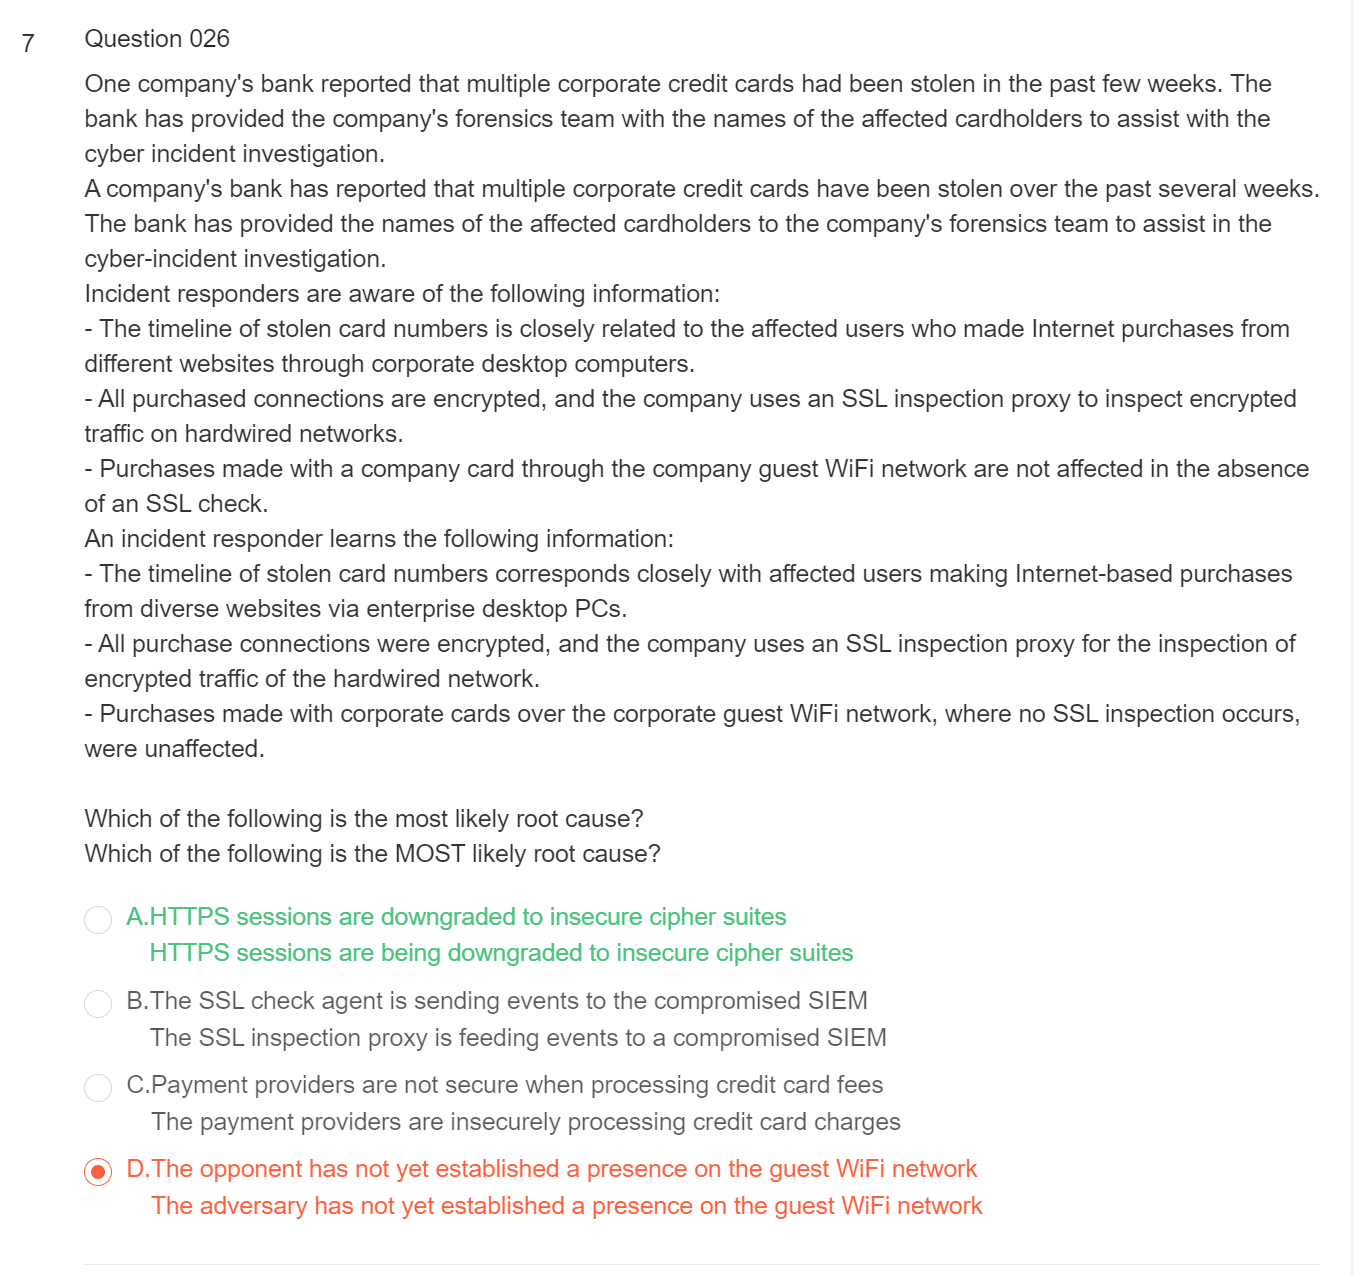 7
Question 026
One company's bank reported that multiple corporate credit cards had been stolen in the past few weeks. The
bank has provided the company's forensics team with the names of the affected cardholders to assist with the
cyber incident investigation.
A company's bank has reported that multiple corporate credit cards have been stolen over the past several weeks.
The bank has provided the names of the affected cardholders to the company's forensics team to assist in the
cyber-incident investigation.
Incident responders are aware of the following information:
- The timeline of stolen card numbers is closely related to the affected users who made Internet purchases from
different websites through corporate desktop computers.
- All purchased connections are encrypted, and the company uses an SSL inspection proxy to inspect encrypted
traffic on hardwired networks.
- Purchases made with a company card through the company guest WiFi network are not affected in the absence
of an SSL check.
An incident responder learns the following information:
- The timeline of stolen card numbers corresponds closely with affected users making Internet-based purchases
from diverse websites via enterprise desktop PCs.
- All purchase connections were encrypted, and the company uses an SSL inspection proxy for the inspection of
encrypted traffic of the hardwired network.
- Purchases made with corporate cards over the corporate guest WiFi network, where no SSL inspection occurs,
were unaffected.
Which of the following is the most likely root cause?
Which of the following is the MOST likely root cause?
A.HTTPS sessions are downgraded to insecure cipher suites
HTTPS sessions are being downgraded to insecure cipher suites
B.The SSL check agent is sending events to the compromised SIEM
The SSL inspection proxy is feeding events to a compromised SIEM
C.Payment providers are not secure when processing credit card fees
The payment providers are insecurely processing credit card charges
D.The opponent has not yet established a presence on the guest WiFi network
The adversary has not yet established a presence on the guest WiFi network